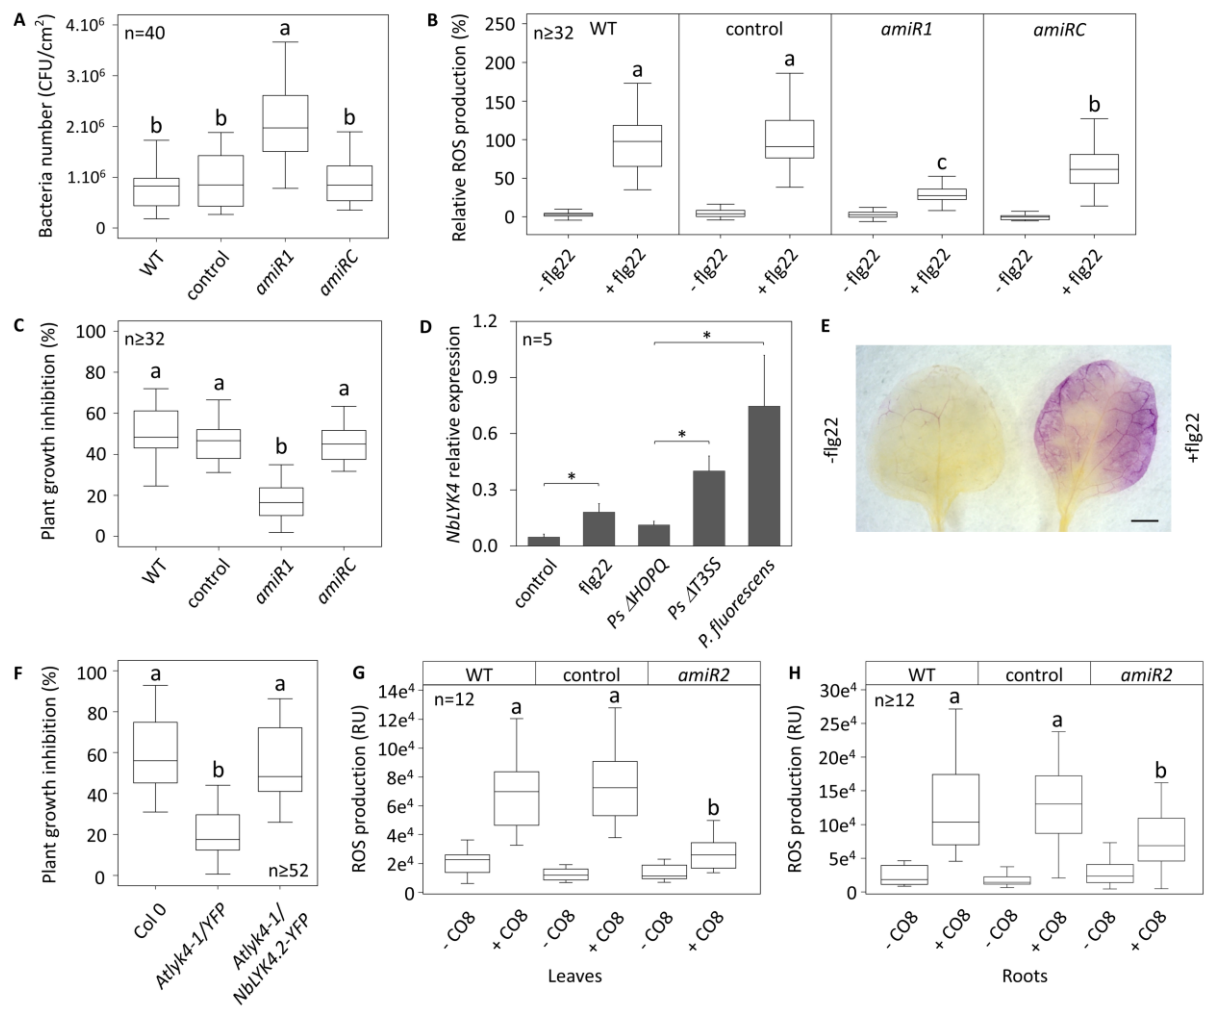 A
Bacteria number (CFU/cm²)
4.10⁶
3.10⁶
2.10⁶
1.10⁶
0
n=40
b
b
a
b
WT
control
amiR1
amiRC
B
Relative ROS production (%)
250
200
150
100
50
0
n≥32
WT
control
amiR1
amiRC
a
a
c
b
- flg22
+ flg22
- flg22
+ flg22
- flg22
+ flg22
- flg22
+ flg22
C
Plant growth inhibition (%)
100
80
60
40
20
0
n≥32
a
a
b
a
WT
control
amiR1
amiRC
D
NbLYK4 relative expression
1.2
0.9
0.6
0.3
0.0
n=5
*
*
*
control
flg22
Ps ΔHOPQ
Ps ΔT3SS
P. fluorescens
E
-flg22
+flg22
F
Plant growth inhibition (%)
100
80
60
40
20
0
a
b
a
n≥52
Col 0
Atlyk4-1/YFP
Atlyk4-1/
NbLYK4.2-YFP
G
WT
control
amiR2
ROS production (RU)
14e⁴
12e⁴
10e⁴
8e⁴
6e⁴
4e⁴
2e⁴
0
n=12
a
a
b
- CO8
+ CO8
- CO8
+ CO8
- CO8
+ CO8
Leaves
H
WT
control
amiR2
ROS production (RU)
30e⁴
25e⁴
20e⁴
15e⁴
10e⁴
5e⁴
0
n≥12
a
a
b
- CO8
+ CO8
- CO8
+ CO8
- CO8
+ CO8
Roots